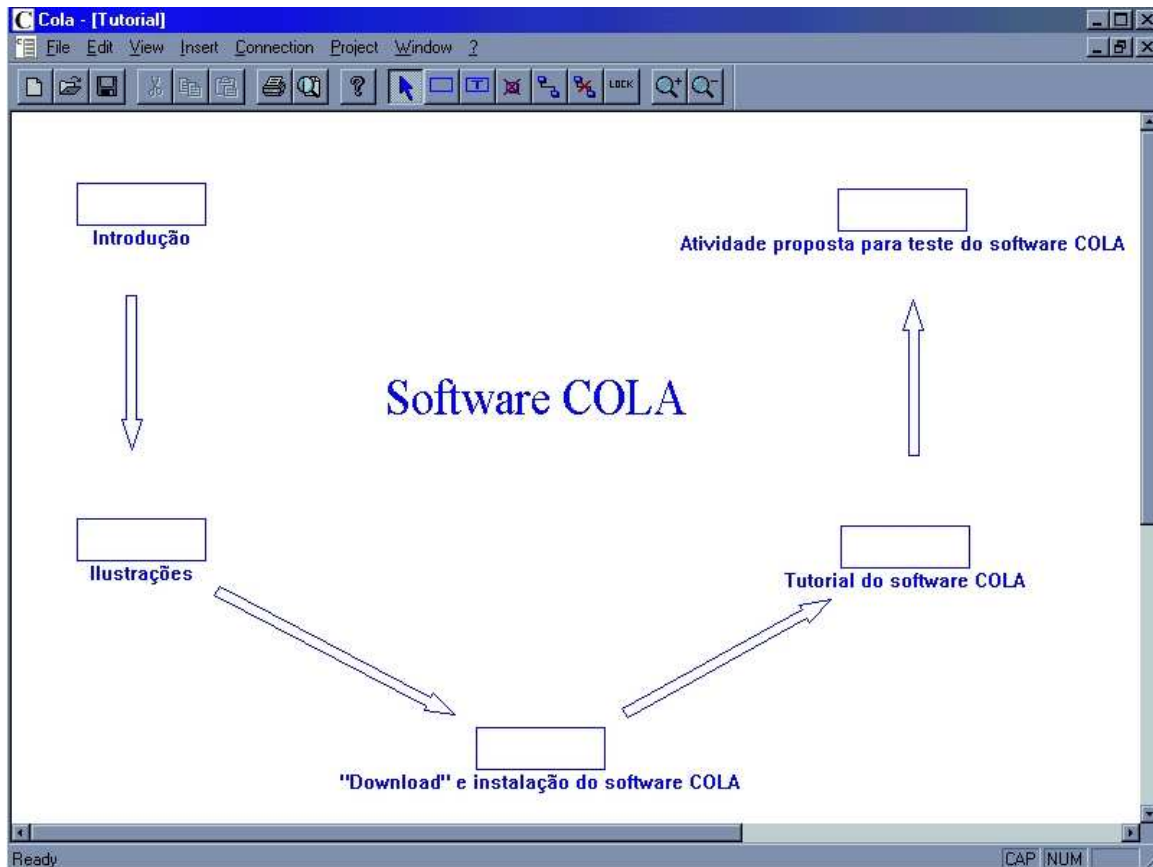 C Cola - [Tutorial]
File Edit View Insert Connection Project Window ?
T LOCK
Introdução
Atividade proposta para teste do software COLA
Software COLA
Ilustrações
Tutorial do software COLA
"Download" e instalação do software COLA
Ready CAP NUM